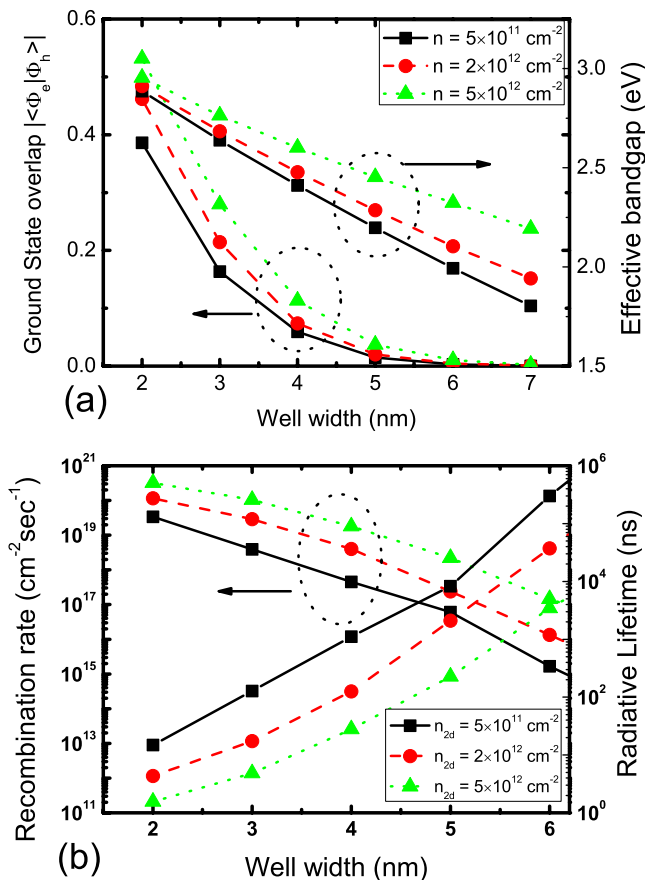 0.6
0.4
0.2
0.0
Ground State overlap |<Φₑ|Φₕ>|
n = 5×10¹¹ cm⁻²
n = 2×10¹² cm⁻²
n = 5×10¹² cm⁻²
3.0
2.5
2.0
1.5
Effective bandgap (eV)
2 3 4 5 6 7
Well width (nm)
(a)
10²¹
10¹⁹
10¹⁷
10¹⁵
10¹³
10¹¹
Recombination rate (cm⁻²sec⁻¹)
10⁶
10⁴
10²
10⁰
Radiative Lifetime (ns)
n₂d = 5×10¹¹ cm⁻²
n₂d = 2×10¹² cm⁻²
n₂d = 5×10¹² cm⁻²
2 3 4 5 6
Well width (nm)
(b)